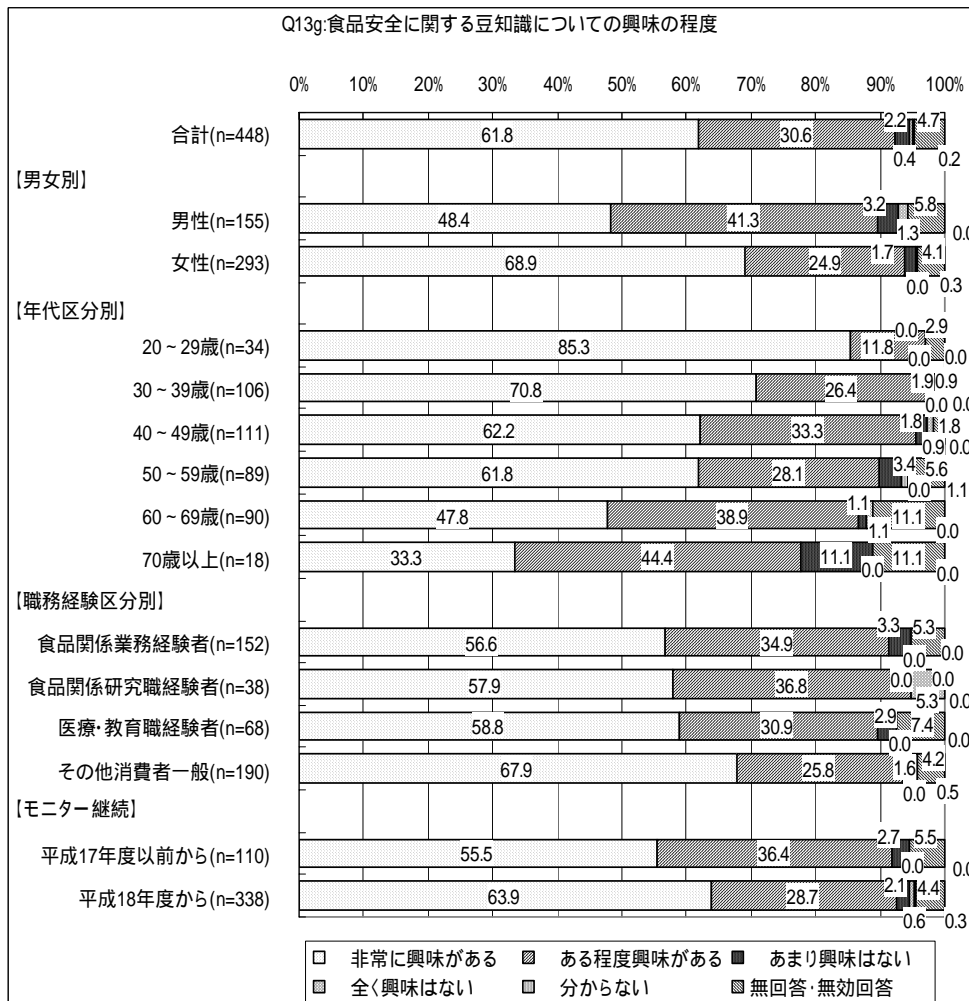 Q13g:食品安全に関する豆知識についての興味の程度
0% 10% 20% 30% 40% 50% 60% 70% 80% 90% 100%
合計(n=448) 61.8 30.6 2.2 0.4 4.7 0.2
【男女別】
男性(n=155) 48.4 41.3 3.2 1.3 5.8 0.0
女性(n=293) 68.9 24.9 1.7 0.0 4.1 0.3
【年代区分別】
20～29歳(n=34) 85.3 11.8 0.0 0.0 2.9 0.0
30～39歳(n=106) 70.8 26.4 1.9 0.0 0.9 0.0
40～49歳(n=111) 62.2 33.3 1.8 0.9 1.8 0.0
50～59歳(n=89) 61.8 28.1 3.4 0.0 5.6 1.1
60～69歳(n=90) 47.8 38.9 1.1 1.1 11.1 0.0
70歳以上(n=18) 33.3 44.4 11.1 0.0 11.1 0.0
【職務経験区分別】
食品関係業務経験者(n=152) 56.6 34.9 3.3 0.0 5.3 0.0
食品関係研究職経験者(n=38) 57.9 36.8 0.0 5.3 0.0 0.0
医療・教育職経験者(n=68) 58.8 30.9 2.9 0.0 7.4 0.0
その他消費者一般(n=190) 67.9 25.8 1.6 0.0 4.2 0.5
【モニター継続】
平成17年度以前から(n=110) 55.5 36.4 2.7 0.0 5.5 0.0
平成18年度から(n=338) 63.9 28.7 2.1 0.6 4.4 0.3
非常に興味がある ある程度興味がある あまり興味はない
全く興味はない 分からない 無回答・無効回答